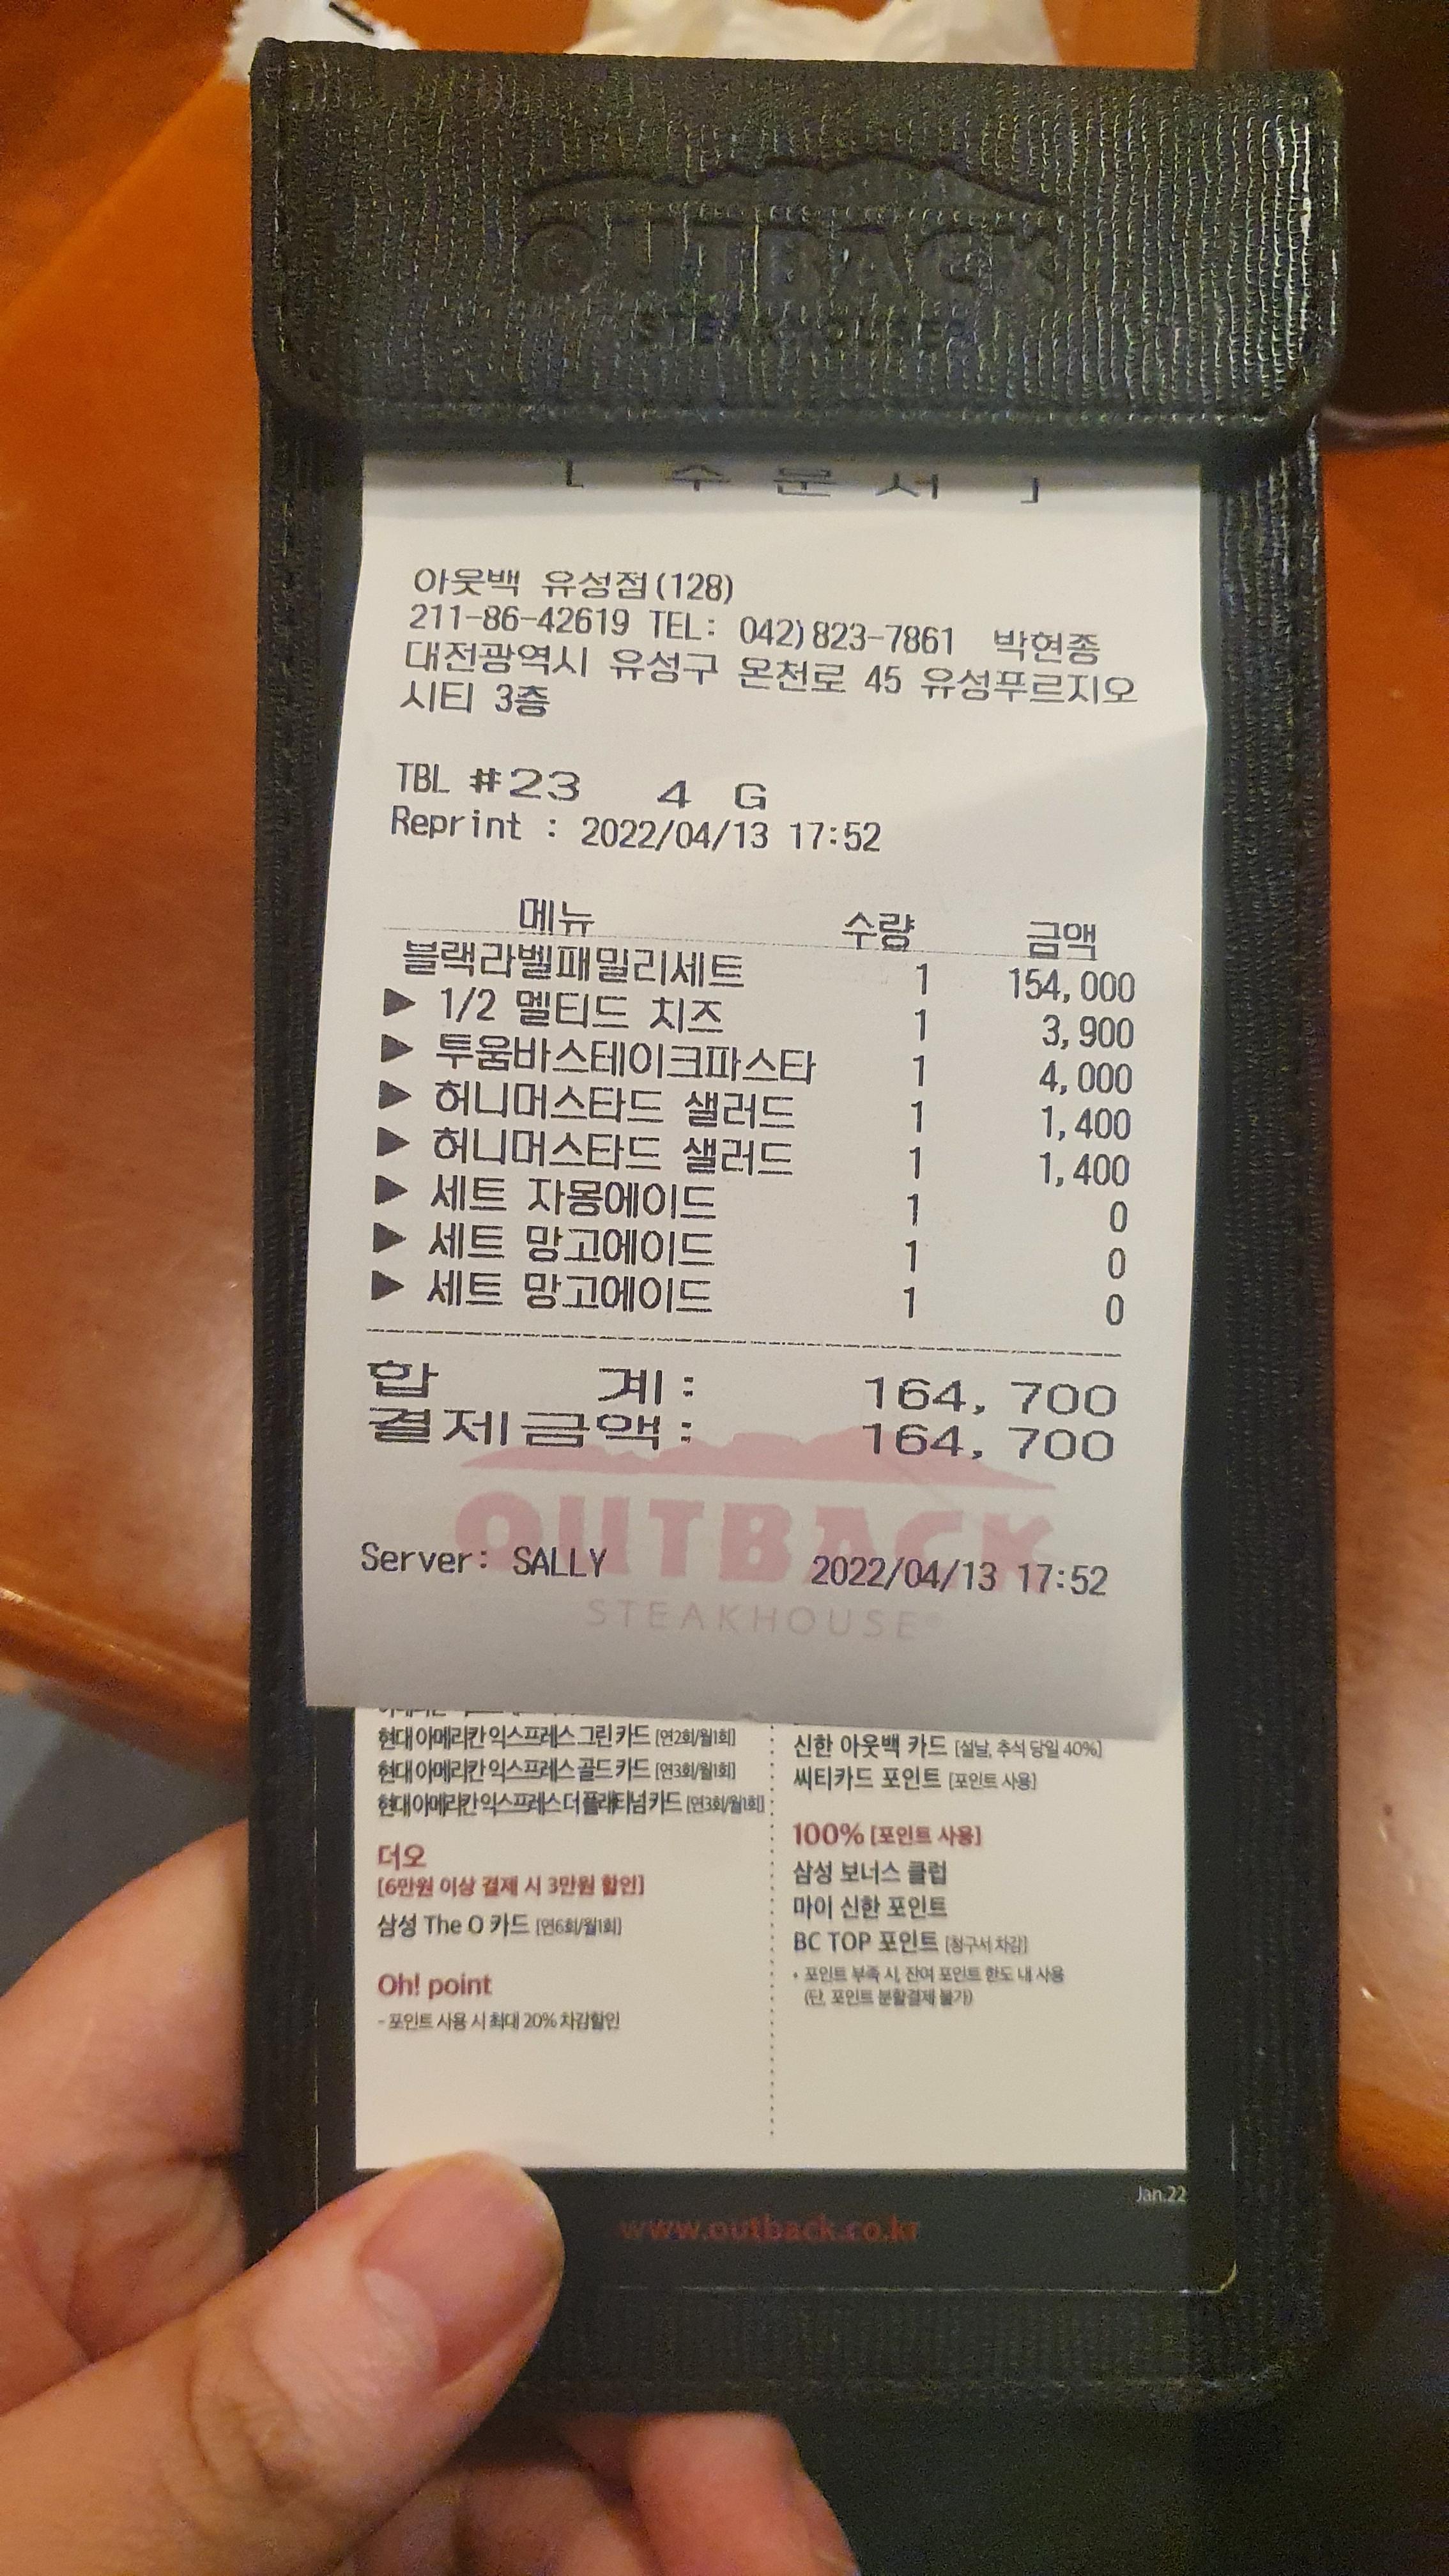 OUTBACK
STEAKHOUSE
[ 주 문 서 ]
아웃백 유성점(128)
211-86-42619 TEL: 042)823-7861 박현종
대전광역시 유성구 온천로 45 유성푸르지오
시티 3층
TBL #23 4 G
Reprint : 2022/04/13 17:52
메뉴 수량 금액
블랙라벨패밀리세트 1 154,000
▶ 1/2 멜티드 치즈 1 3,900
▶ 투움바스테이크파스타 1 4,000
▶ 허니머스타드 샐러드 1 1,400
▶ 허니머스타드 샐러드 1 1,400
▶ 세트 자몽에이드 1 0
▶ 세트 망고에이드 1 0
▶ 세트 망고에이드 1 0
합 계: 164,700
결제금액: 164,700
OUTBACK
Server: SALLY 2022/04/13 17:52
STEAKHOUSE®
현대 아메리칸 익스프레스 그린 카드 [연2회/월1회]
현대 아메리칸 익스프레스 골드 카드 [연3회/월1회]
현대 아메리칸 익스프레스 더 플래티넘 카드 [연3회/월1회]
더오
[6만원 이상 결제 시 3만원 할인]
삼성 The O 카드 [연6회/월1회]
Oh! point
- 포인트 사용 시 최대 20% 차감할인
신한 아웃백 카드 [설날, 추석 당일 40%]
씨티카드 포인트 [포인트 사용]
100% [포인트 사용]
삼성 보너스 클럽
마이 신한 포인트
BC TOP 포인트 [청구서 차감]
• 포인트 부족 시, 잔여 포인트 한도 내 사용
(단, 포인트 분할결제 불가)
Jan.22
www.outback.co.kr